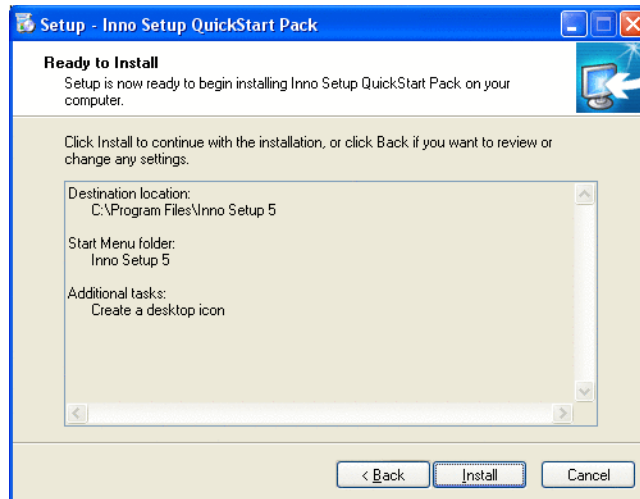 Setup - Inno Setup QuickStart Pack
Ready to Install
Setup is now ready to begin installing Inno Setup QuickStart Pack on your
computer.
Click Install to continue with the installation, or click Back if you want to review or
change any settings.
Destination location:
C:\Program Files\Inno Setup 5
Start Menu folder:
Inno Setup 5
Additional tasks:
Create a desktop icon
< Back
Install
Cancel